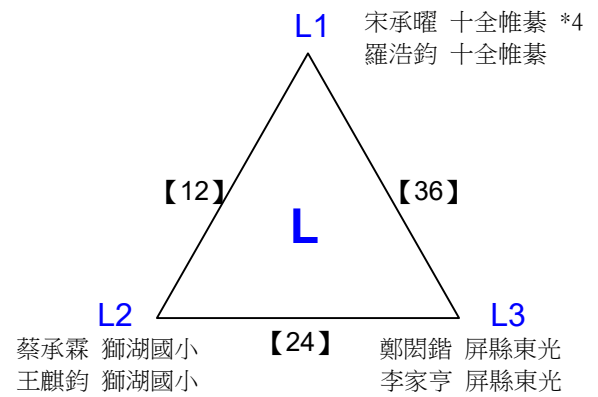 L1
宋承曜 十全帷綦 *4
羅浩鈞 十全帷綦
【12】
【36】
L
L2
L3
【24】
蔡承霖 獅湖國小
王麒鈞 獅湖國小
鄭閎鍇 屏縣東光
李家亨 屏縣東光